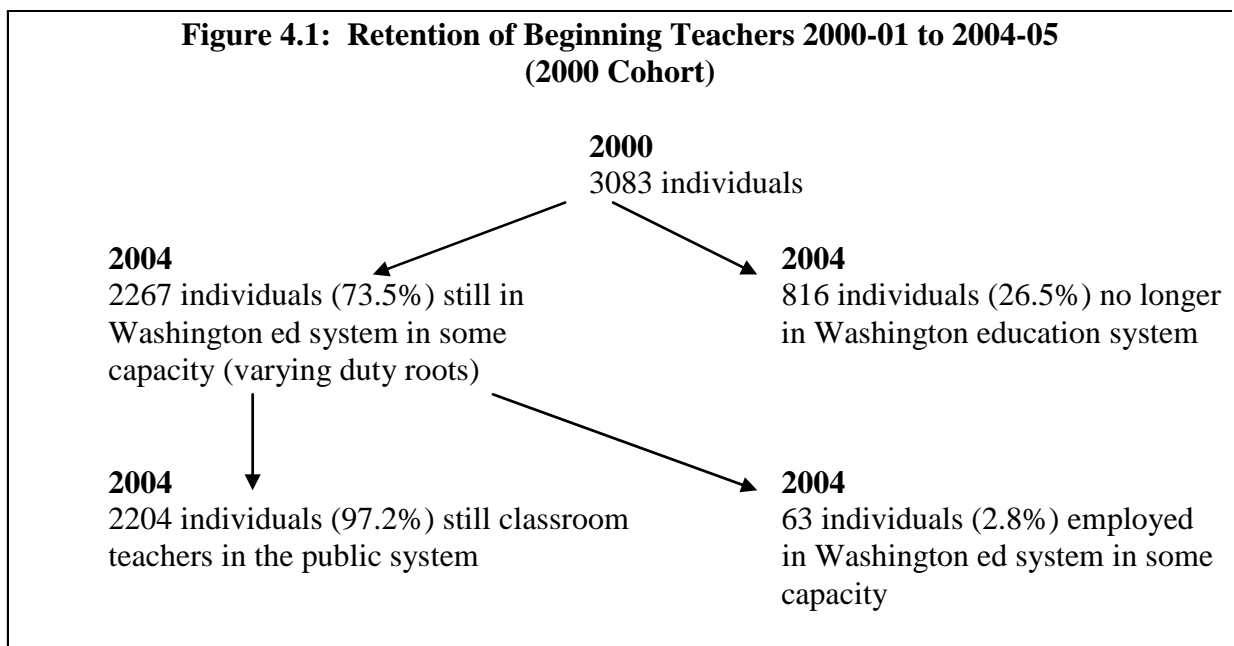 Figure 4.1: Retention of Beginning Teachers 2000-01 to 2004-05
(2000 Cohort)
2000
3083 individuals
2004
2267 individuals (73.5%) still in
Washington ed system in some
capacity (varying duty roots)
2004
816 individuals (26.5%) no longer
in Washington education system
2004
2204 individuals (97.2%) still classroom
teachers in the public system
2004
63 individuals (2.8%) employed
in Washington ed system in some
capacity